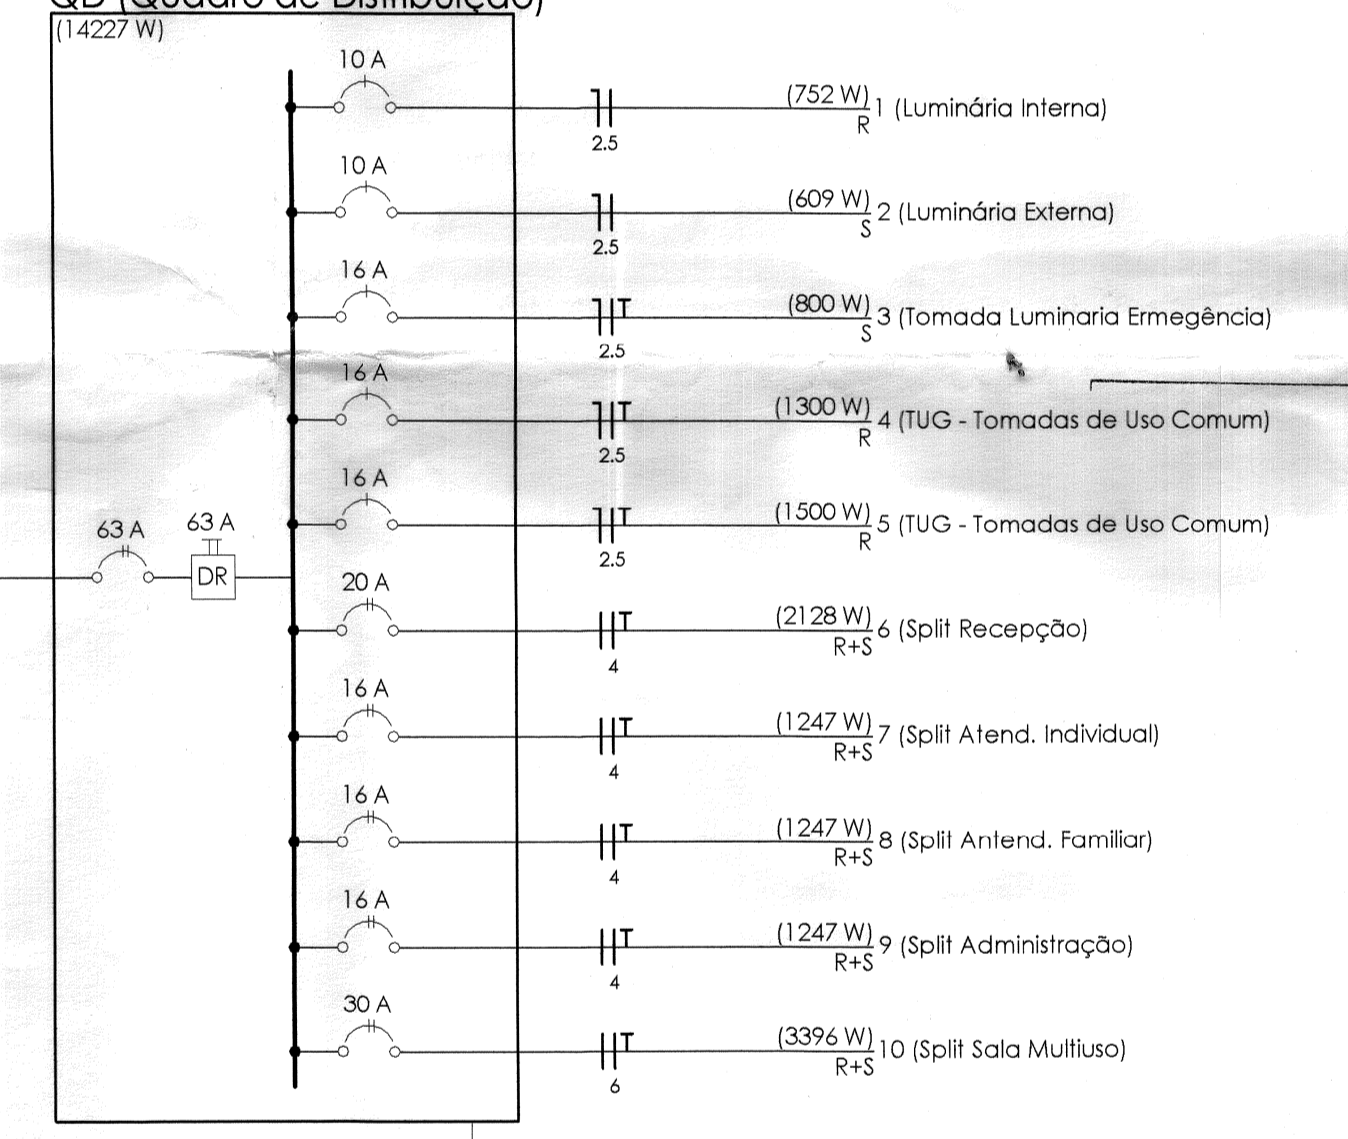 QD (Quadro de Distribuição)
(14227 W)
10 A
(752 W)
R
1 (Luminária Interna)
2.5
10 A
(609 W)
S
2 (Luminária Externa)
2.5
16 A
(800 W)
S
3 (Tomada Luminaria Ermegência)
2.5
16 A
(1300 W)
R
4 (TUG - Tomadas de Uso Comum)
2.5
16 A
(1500 W)
R
5 (TUG - Tomadas de Uso Comum)
2.5
63 A
63 A
DR
20 A
(2128 W)
R+S
6 (Split Recepção)
4
16 A
(1247 W)
R+S
7 (Split Atend. Individual)
4
16 A
(1247 W)
R+S
8 (Split Antend. Familiar)
4
16 A
(1247 W)
R+S
9 (Split Administração)
4
30 A
(3396 W)
R+S
10 (Split Sala Multiuso)
6